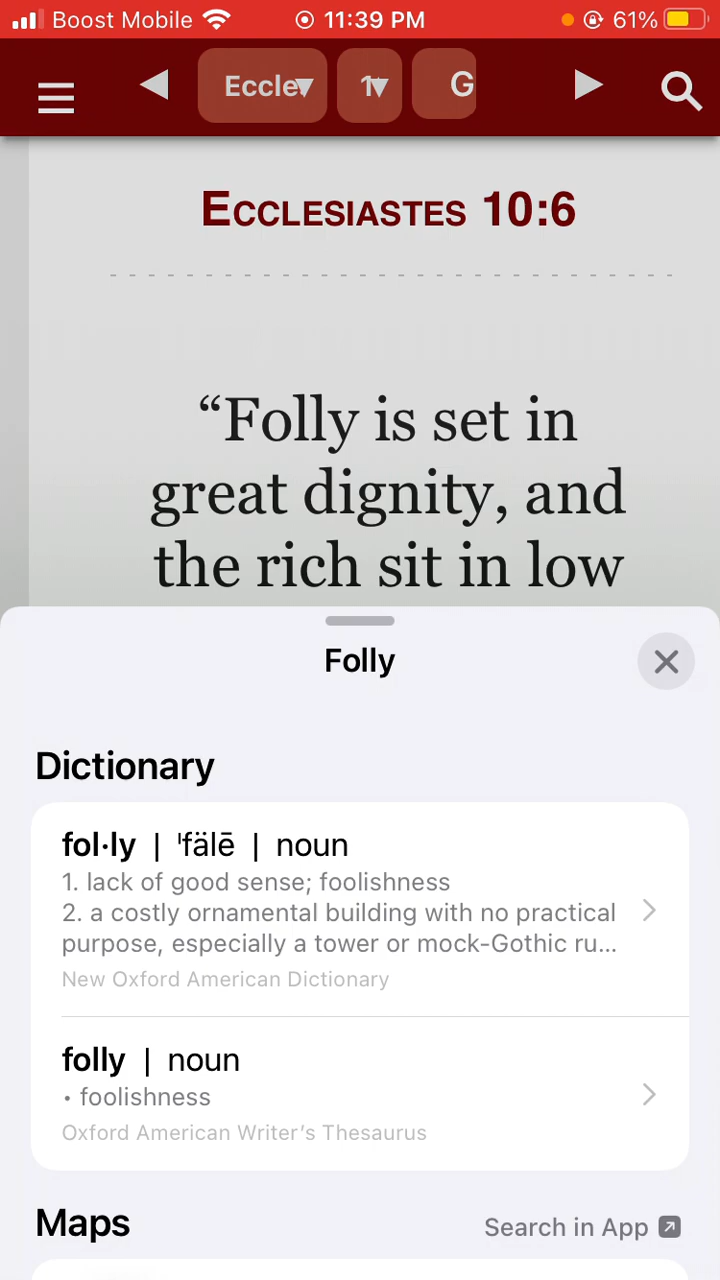 Boost Mobile 11:39 PM 61%
Eccle 1 G
Ecclesiastes 10:6
“Folly is set in
great dignity, and
the rich sit in low
Folly
Dictionary
fol·ly | ˈfälē | noun
1. lack of good sense; foolishness
2. a costly ornamental building with no practical
purpose, especially a tower or mock-Gothic ru...
New Oxford American Dictionary
folly | noun
• foolishness
Oxford American Writer’s Thesaurus
Maps Search in App